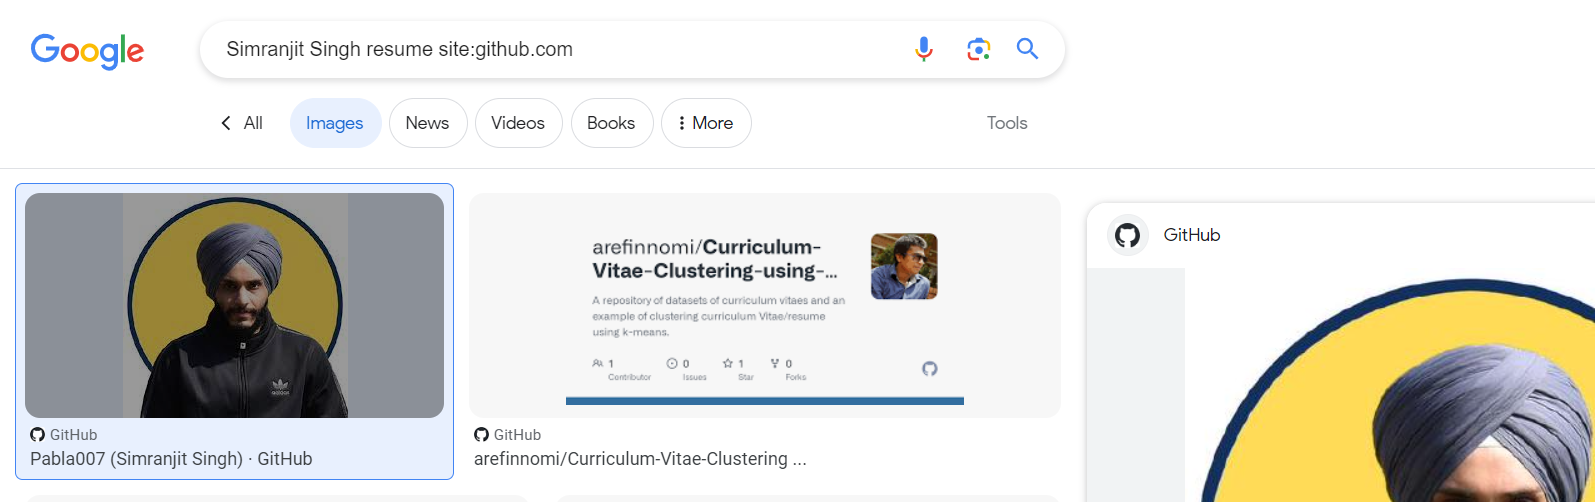 Google
Simranjit Singh resume site:github.com
All
Images
News
Videos
Books
More
Tools
arefinnomi/Curriculum-
Vitae-Clustering-using-...
A repository of datasets of curriculum vitaes and an
example of clustering curriculum Vitae/resume
using k-means.
1
Contributor
0
Issues
1
Star
0
Forks
adidas
GitHub
Pabla007 (Simranjit Singh) · GitHub
GitHub
arefinnomi/Curriculum-Vitae-Clustering ...
GitHub